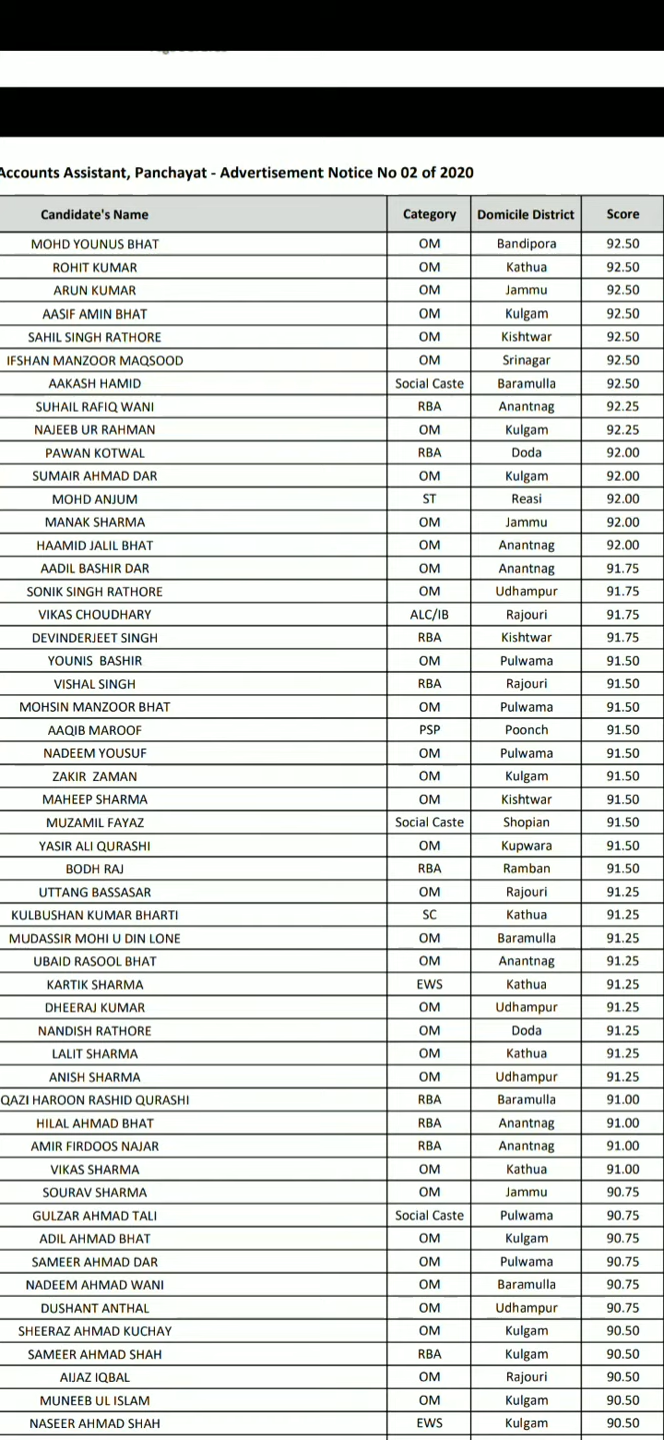 Accounts Assistant, Panchayat - Advertisement Notice No 02 of 2020
Candidate's Name Category Domicile District Score
MOHD YOUNUS BHAT OM Bandipora 92.50
ROHIT KUMAR OM Kathua 92.50
ARUN KUMAR OM Jammu 92.50
AASIF AMIN BHAT OM Kulgam 92.50
SAHIL SINGH RATHORE OM Kishtwar 92.50
IFSHAN MANZOOR MAQSOOD OM Srinagar 92.50
AAKASH HAMID Social Caste Baramulla 92.50
SUHAIL RAFIQ WANI RBA Anantnag 92.25
NAJEEB UR RAHMAN OM Kulgam 92.25
PAWAN KOTWAL RBA Doda 92.00
SUMAIR AHMAD DAR OM Kulgam 92.00
MOHD ANJUM ST Reasi 92.00
MANAK SHARMA OM Jammu 92.00
HAAMID JALIL BHAT OM Anantnag 92.00
AADIL BASHIR DAR OM Anantnag 91.75
SONIK SINGH RATHORE OM Udhampur 91.75
VIKAS CHOUDHARY ALC/IB Rajouri 91.75
DEVINDERJEET SINGH RBA Kishtwar 91.75
YOUNIS BASHIR OM Pulwama 91.50
VISHAL SINGH RBA Rajouri 91.50
MOHSIN MANZOOR BHAT OM Pulwama 91.50
AAQIB MAROOF PSP Poonch 91.50
NADEEM YOUSUF OM Pulwama 91.50
ZAKIR ZAMAN OM Kulgam 91.50
MAHEEP SHARMA OM Kishtwar 91.50
MUZAMIL FAYAZ Social Caste Shopian 91.50
YASIR ALI QURASHI OM Kupwara 91.50
BODH RAJ RBA Ramban 91.50
UTTANG BASSASAR OM Rajouri 91.25
KULBUSHAN KUMAR BHARTI SC Kathua 91.25
MUDASSIR MOHI U DIN LONE OM Baramulla 91.25
UBAID RASOOL BHAT OM Anantnag 91.25
KARTIK SHARMA EWS Kathua 91.25
DHEERAJ KUMAR OM Udhampur 91.25
NANDISH RATHORE OM Doda 91.25
LALIT SHARMA OM Kathua 91.25
ANISH SHARMA OM Udhampur 91.25
QAZI HAROON RASHID QURASHI RBA Baramulla 91.00
HILAL AHMAD BHAT RBA Anantnag 91.00
AMIR FIRDOOS NAJAR RBA Anantnag 91.00
VIKAS SHARMA OM Kathua 91.00
SOURAV SHARMA OM Jammu 90.75
GULZAR AHMAD TALI Social Caste Pulwama 90.75
ADIL AHMAD BHAT OM Kulgam 90.75
SAMEER AHMAD DAR OM Pulwama 90.75
NADEEM AHMAD WANI OM Baramulla 90.75
DUSHANT ANTHAL OM Udhampur 90.75
SHEERAZ AHMAD KUCHAY OM Kulgam 90.50
SAMEER AHMAD SHAH RBA Kulgam 90.50
AIJAZ IQBAL OM Rajouri 90.50
MUNEEB UL ISLAM OM Kulgam 90.50
NASEER AHMAD SHAH EWS Kulgam 90.50